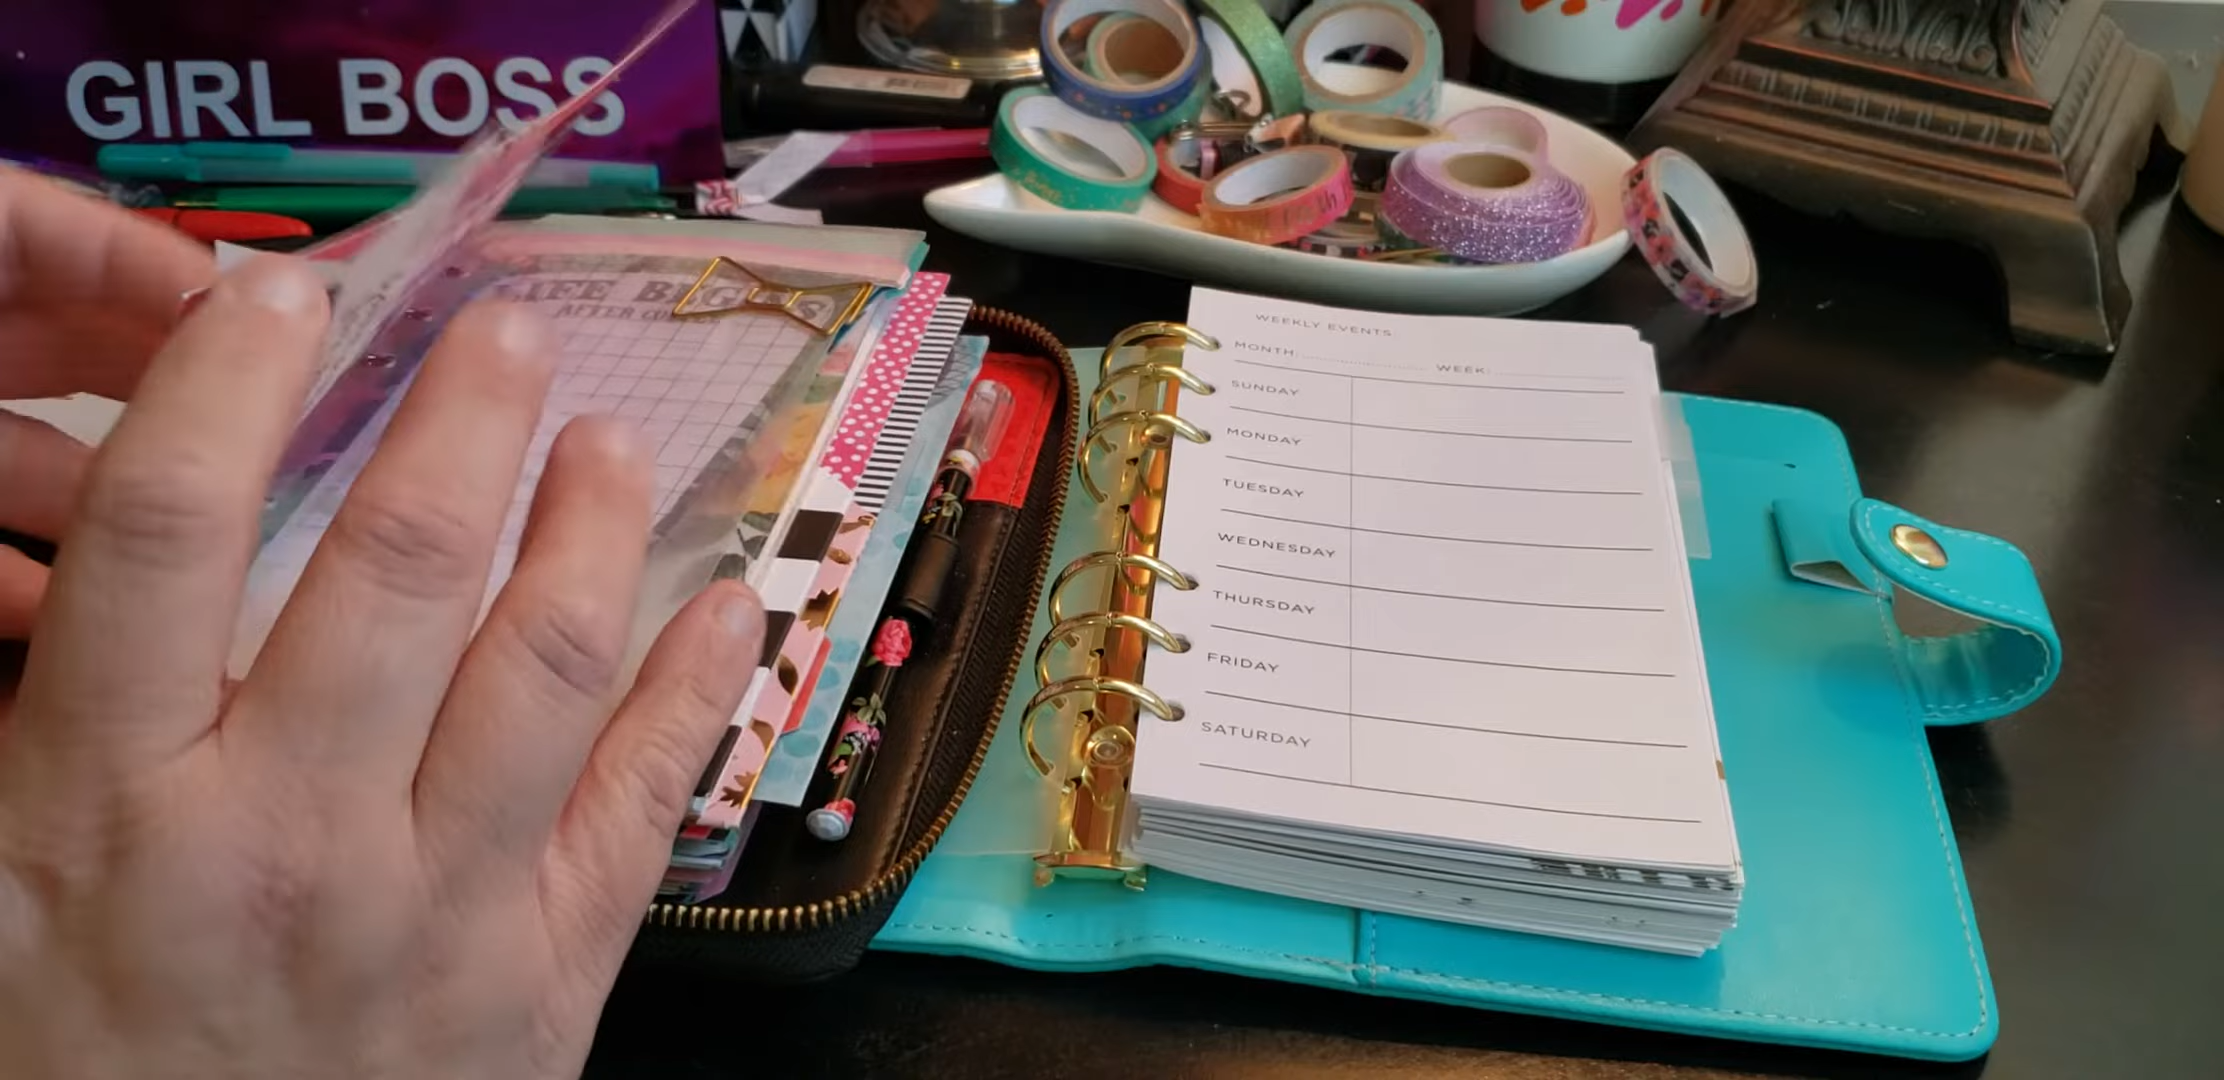 GIRL BOSS
LIFE BEGINS
AFTER COFFEE
WEEKLY EVENTS
MONTH: WEEK:
SUNDAY
MONDAY
TUESDAY
WEDNESDAY
THURSDAY
FRIDAY
SATURDAY